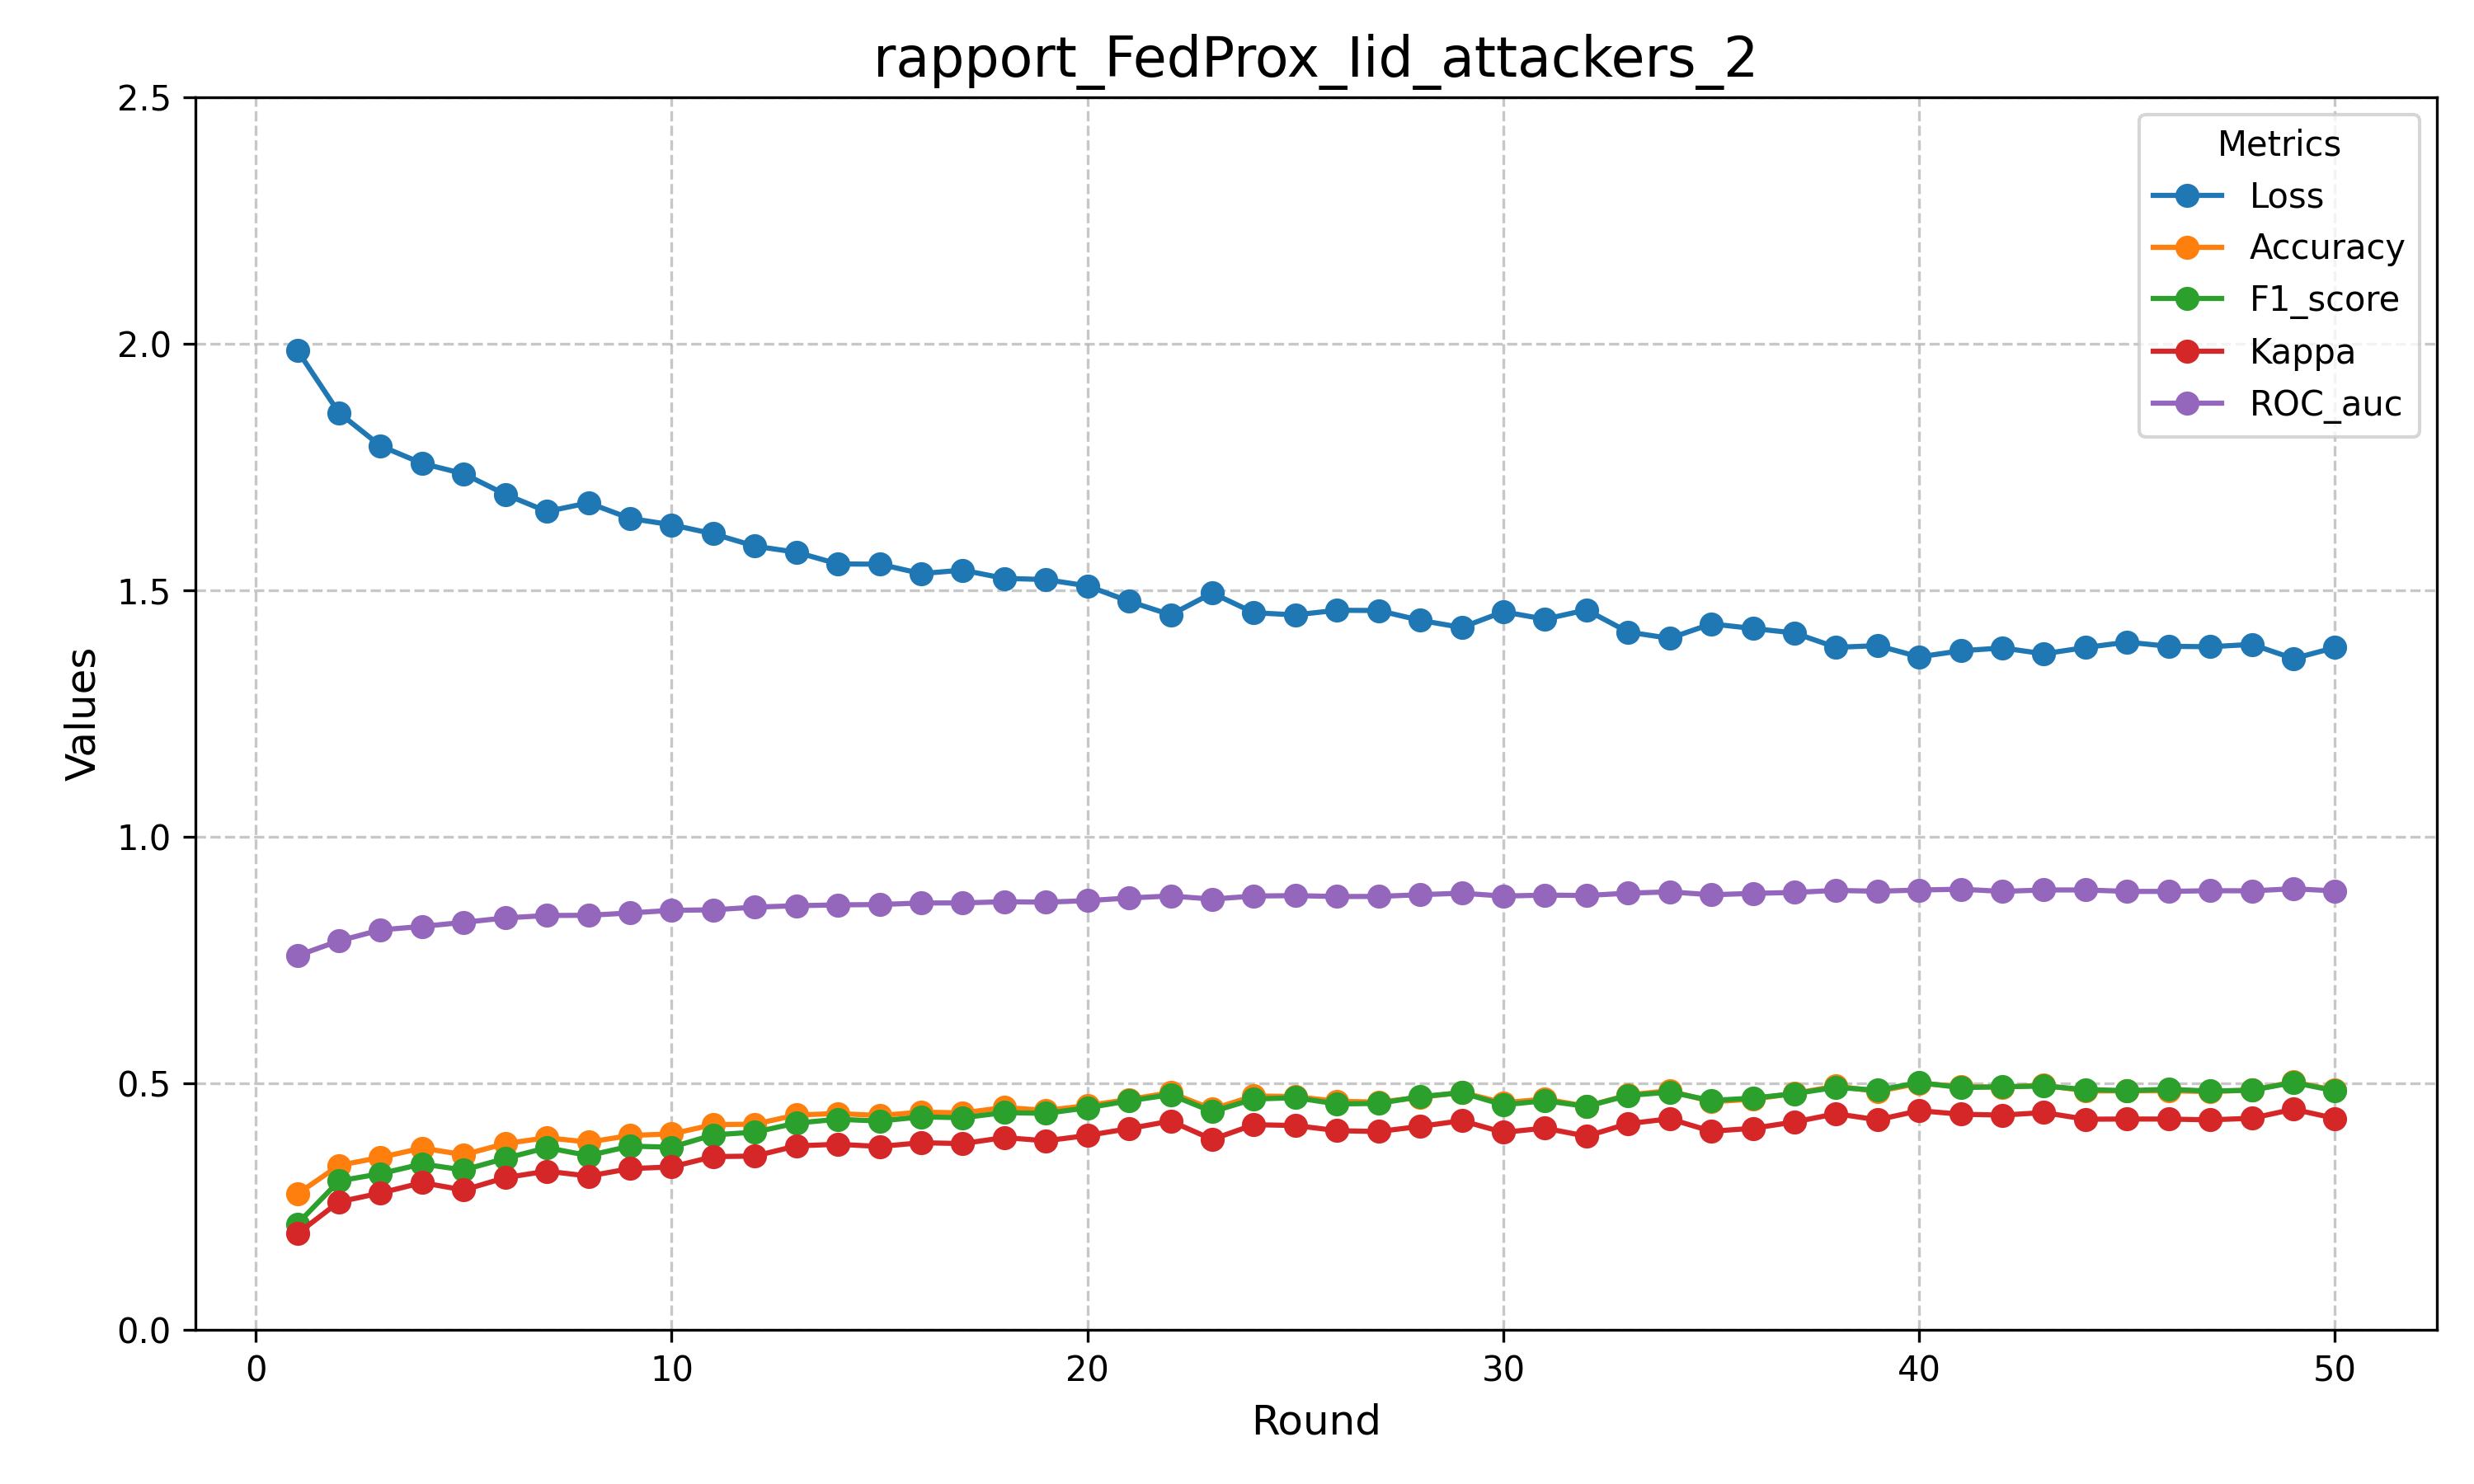 rapport_FedProx_Iid_attackers_2
2.5
2.0
1.5
1.0
0.5
0.0
Values
Metrics
Loss
Accuracy
F1_score
Kappa
ROC_auc
0 10 20 30 40 50
Round